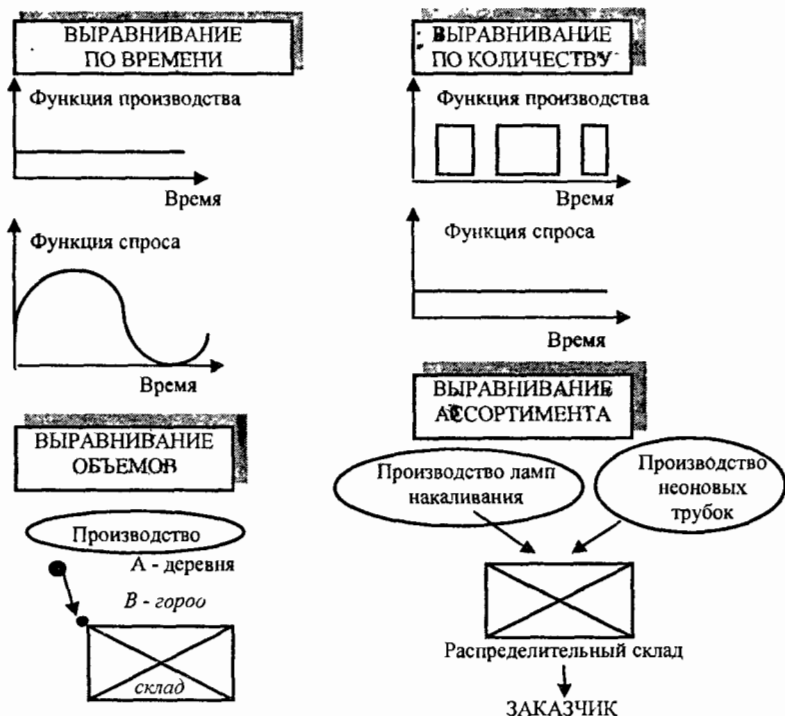 ВЫРАВНИВАНИЕ
ПО ВРЕМЕНИ
Функция производства
Время
Функция спроса
Время
ВЫРАВНИВАНИЕ
ПО КОЛИЧЕСТВУ
Функция производства
Время
Функция спроса
Время
ВЫРАВНИВАНИЕ
ОБЪЕМОВ
Производство
А - деревня
В - гороо
склад
ВЫРАВНИВАНИЕ
АССОРТИМЕНТА
Производство ламп
накаливания
Производство
неоновых
трубок
Распределительный склад
ЗАКАЗЧИК